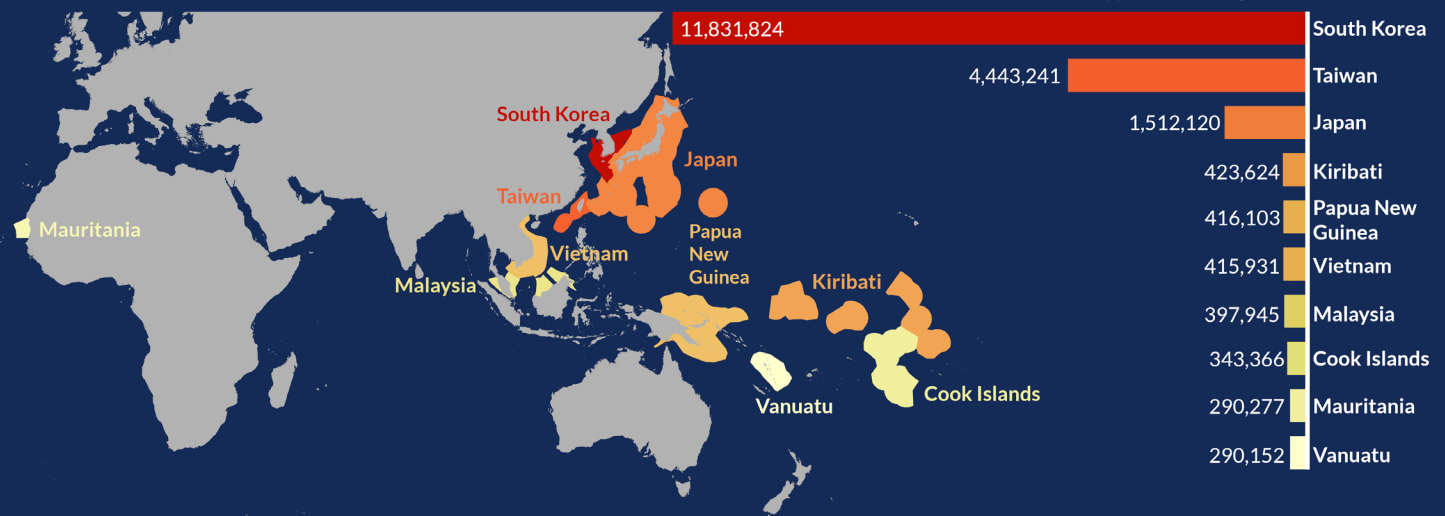 11,831,824 South Korea
4,443,241 Taiwan
1,512,120 Japan
423,624 Kiribati
416,103 Papua New
Guinea
415,931 Vietnam
397,945 Malaysia
343,366 Cook Islands
290,277 Mauritania
290,152 Vanuatu
South Korea
Japan
Taiwan
Mauritania
Papua
New
Guinea
Vietnam
Malaysia
Kiribati
Cook Islands
Vanuatu